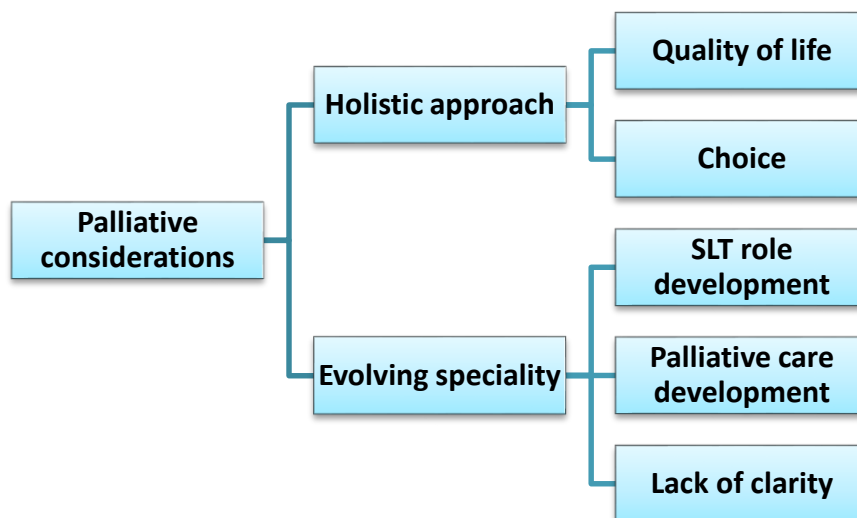 Palliative
considerations
Holistic approach
Quality of life
Choice
Evolving speciality
SLT role
development
Palliative care
development
Lack of clarity